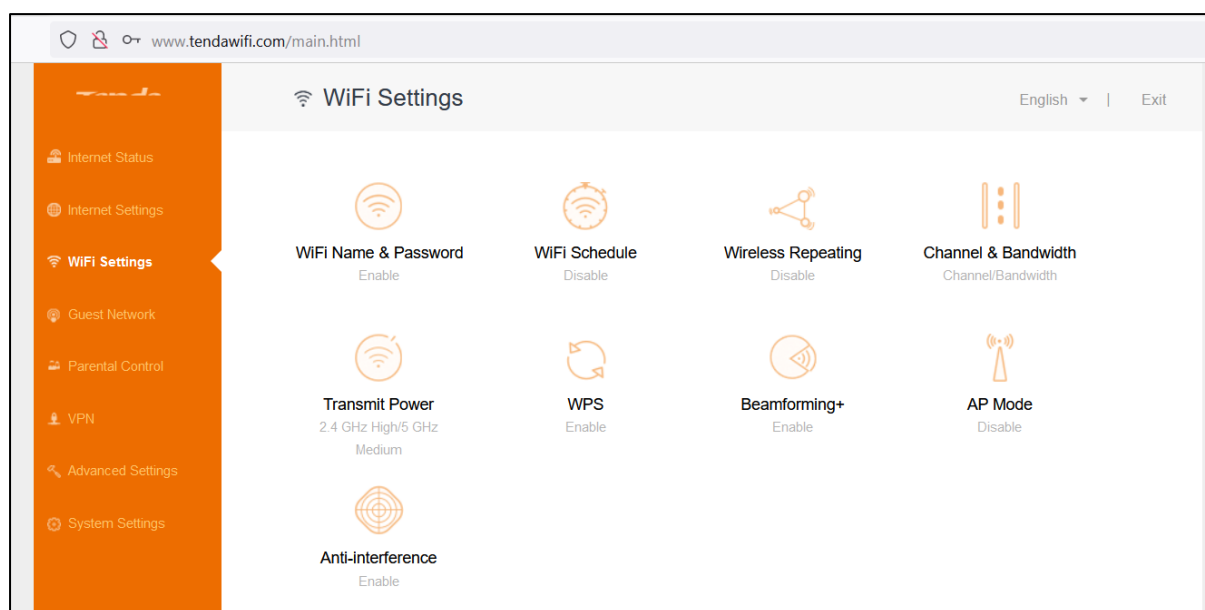 www.tendawifi.com/main.html
Tenda
WiFi Settings
English
|
Exit
Internet Status
Internet Settings
WiFi Settings
Guest Network
Parental Control
VPN
Advanced Settings
System Settings
WiFi Name & Password
Enable
WiFi Schedule
Disable
Wireless Repeating
Disable
Channel & Bandwidth
Channel/Bandwidth
Transmit Power
2.4 GHz High/5 GHz
Medium
WPS
Enable
Beamforming+
Enable
AP Mode
Disable
Anti-interference
Enable